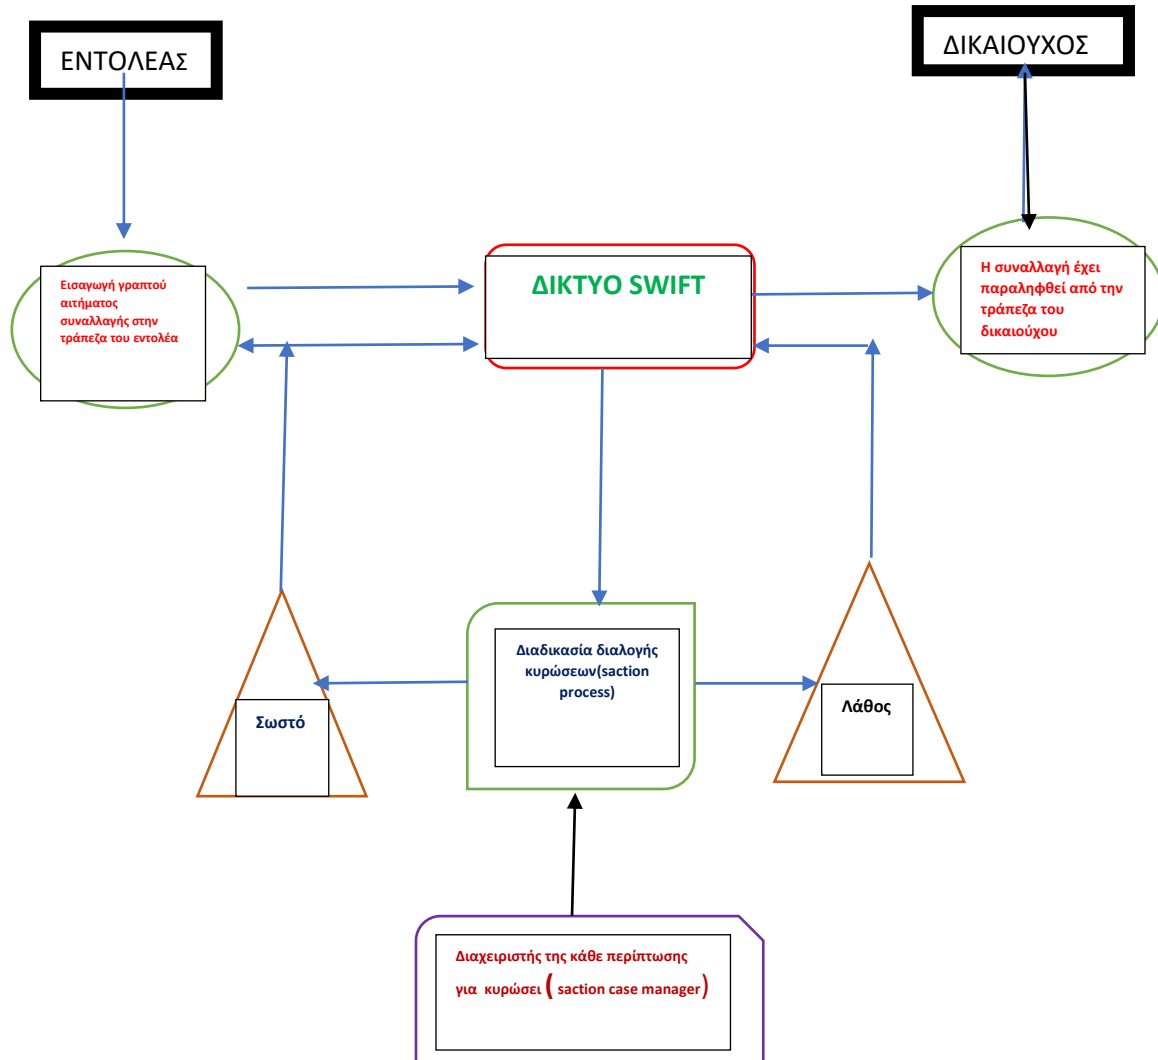 ΕΝΤΟΛΕΑΣ
ΔΙΚΑΙΟΥΧΟΣ
Εισαγωγή γραπτού
αιτήματος
συναλλαγής στην
τράπεζα του εντολέα
ΔΙΚΤΥΟ SWIFT
Η συναλλαγή έχει
παραληφθεί από την
τράπεζα του
δικαιούχου
Διαδικασία διαλογής
κυρώσεων(saction
process)
Σωστό
Λάθος
Διαχειριστής της κάθε περίπτωσης
για κυρώσει ( saction case manager)